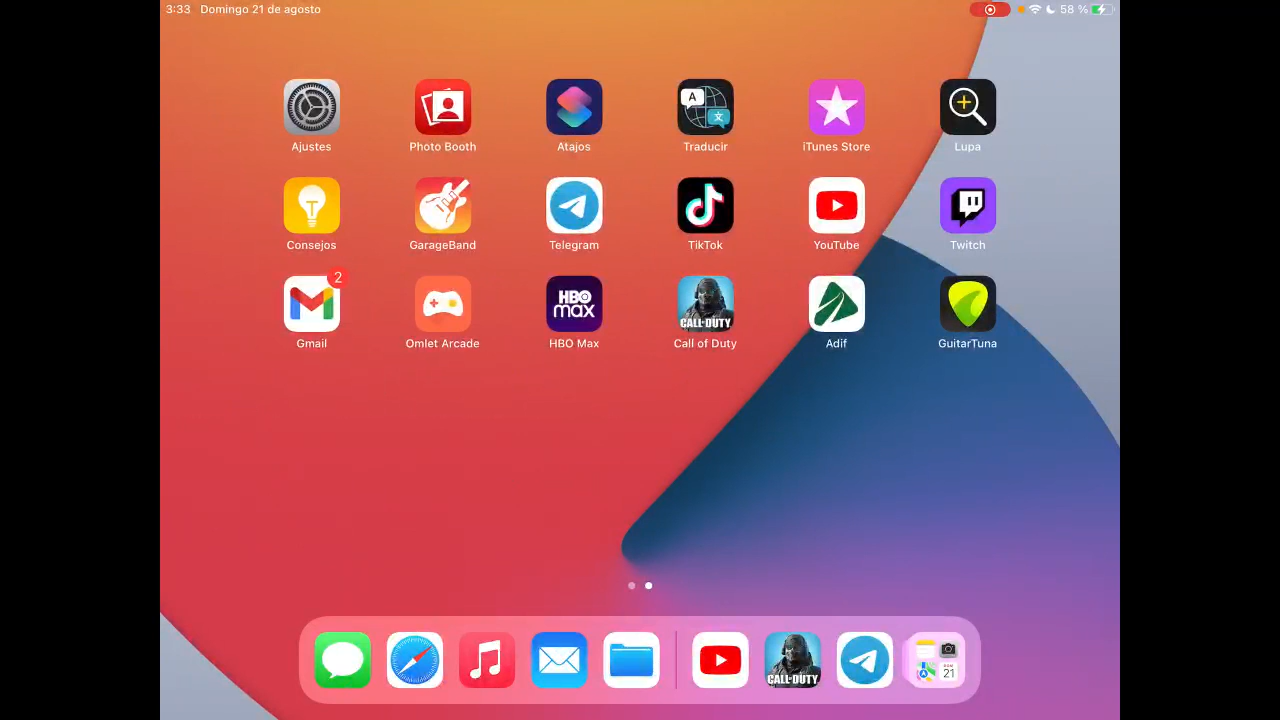 3:33 Domingo 21 de agosto 58 %
Ajustes Photo Booth Atajos Traducir iTunes Store Lupa
Consejos GarageBand Telegram TikTok YouTube Twitch
2
HBO
max
CALL·DUTY
Gmail Omlet Arcade HBO Max Call of Duty Adif GuitarTuna
CALL·DUTY
DOM
21